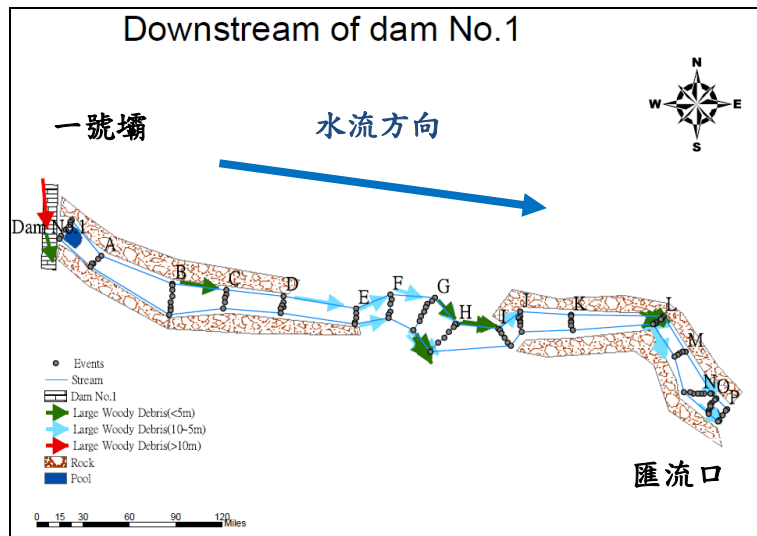 Downstream of dam No.1
N
W E
S
一號壩
水流方向
Dam No.1
A
B
C
D
E
F
G
H
I
J
K
L
M
N
O
P
Events
Stream
Dam No.1
Large Woody Debris(<5m)
Large Woody Debris(10~5m)
Large Woody Debris(>10m)
Rock
Pool
匯流口
0 15 30 60 90 120
Miles